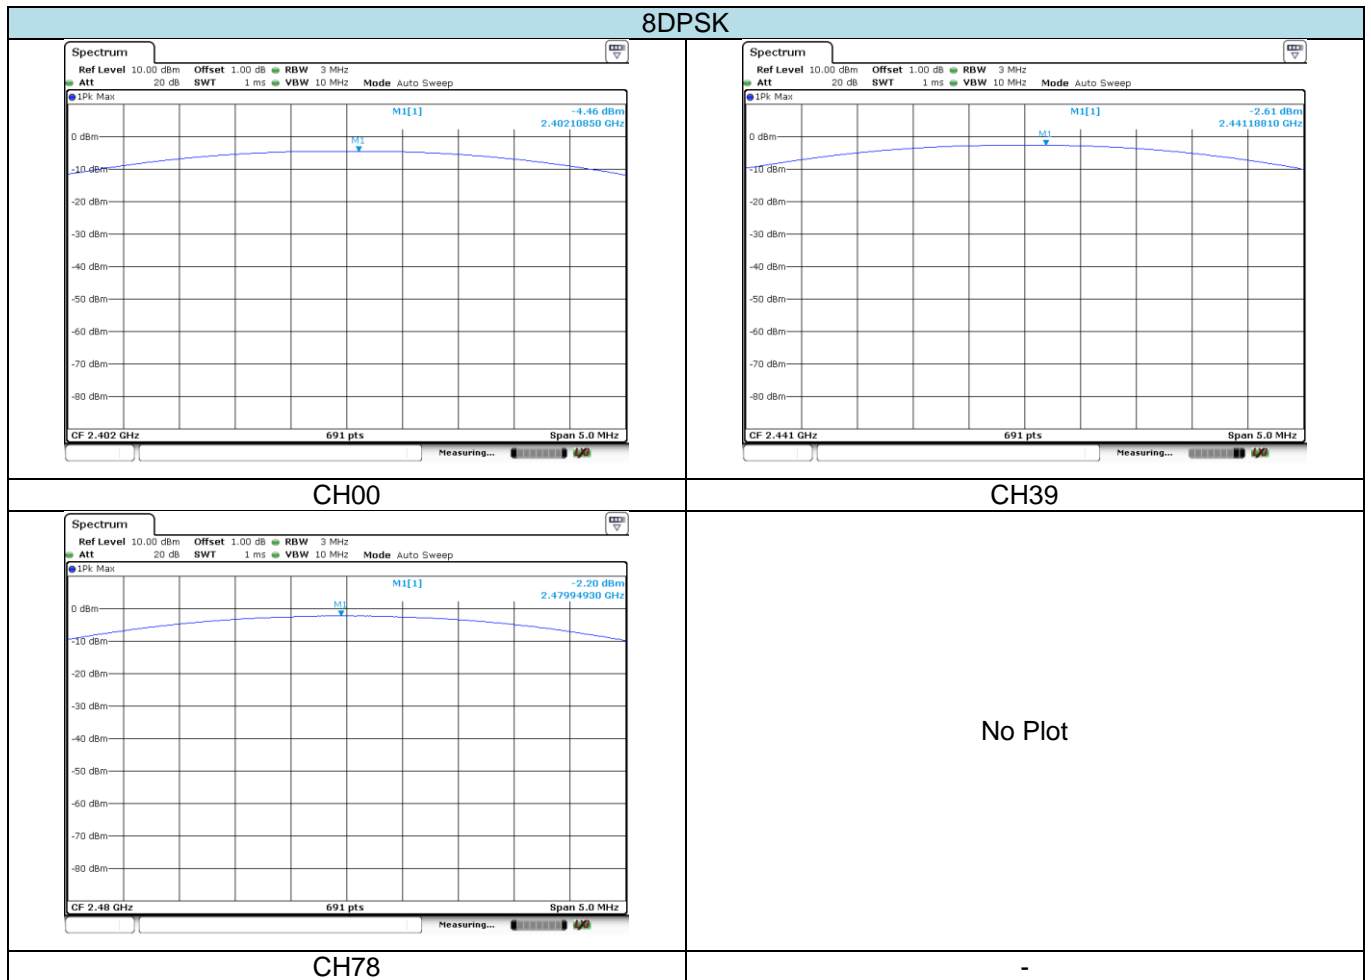 8DPSK
Spectrum
Ref Level 10.00 dBm Offset 1.00 dB RBW 3 MHz
Att 20 dB SWT 1 ms VBW 10 MHz Mode Auto Sweep
1Pk Max
M1[1] -4.46 dBm
2.40210850 GHz
0 dBm
M1
-10 dBm
-20 dBm
-30 dBm
-40 dBm
-50 dBm
-60 dBm
-70 dBm
-80 dBm
CF 2.402 GHz 691 pts Span 5.0 MHz
Measuring...
CH00
Spectrum
Ref Level 10.00 dBm Offset 1.00 dB RBW 3 MHz
Att 20 dB SWT 1 ms VBW 10 MHz Mode Auto Sweep
1Pk Max
M1[1] -2.61 dBm
2.44118810 GHz
0 dBm
M1
-10 dBm
-20 dBm
-30 dBm
-40 dBm
-50 dBm
-60 dBm
-70 dBm
-80 dBm
CF 2.441 GHz 691 pts Span 5.0 MHz
Measuring...
CH39
Spectrum
Ref Level 10.00 dBm Offset 1.00 dB RBW 3 MHz
Att 20 dB SWT 1 ms VBW 10 MHz Mode Auto Sweep
1Pk Max
M1[1] -2.20 dBm
2.47994930 GHz
0 dBm
M1
-10 dBm
-20 dBm
-30 dBm
-40 dBm
-50 dBm
-60 dBm
-70 dBm
-80 dBm
CF 2.48 GHz 691 pts Span 5.0 MHz
Measuring...
CH78
No Plot
-